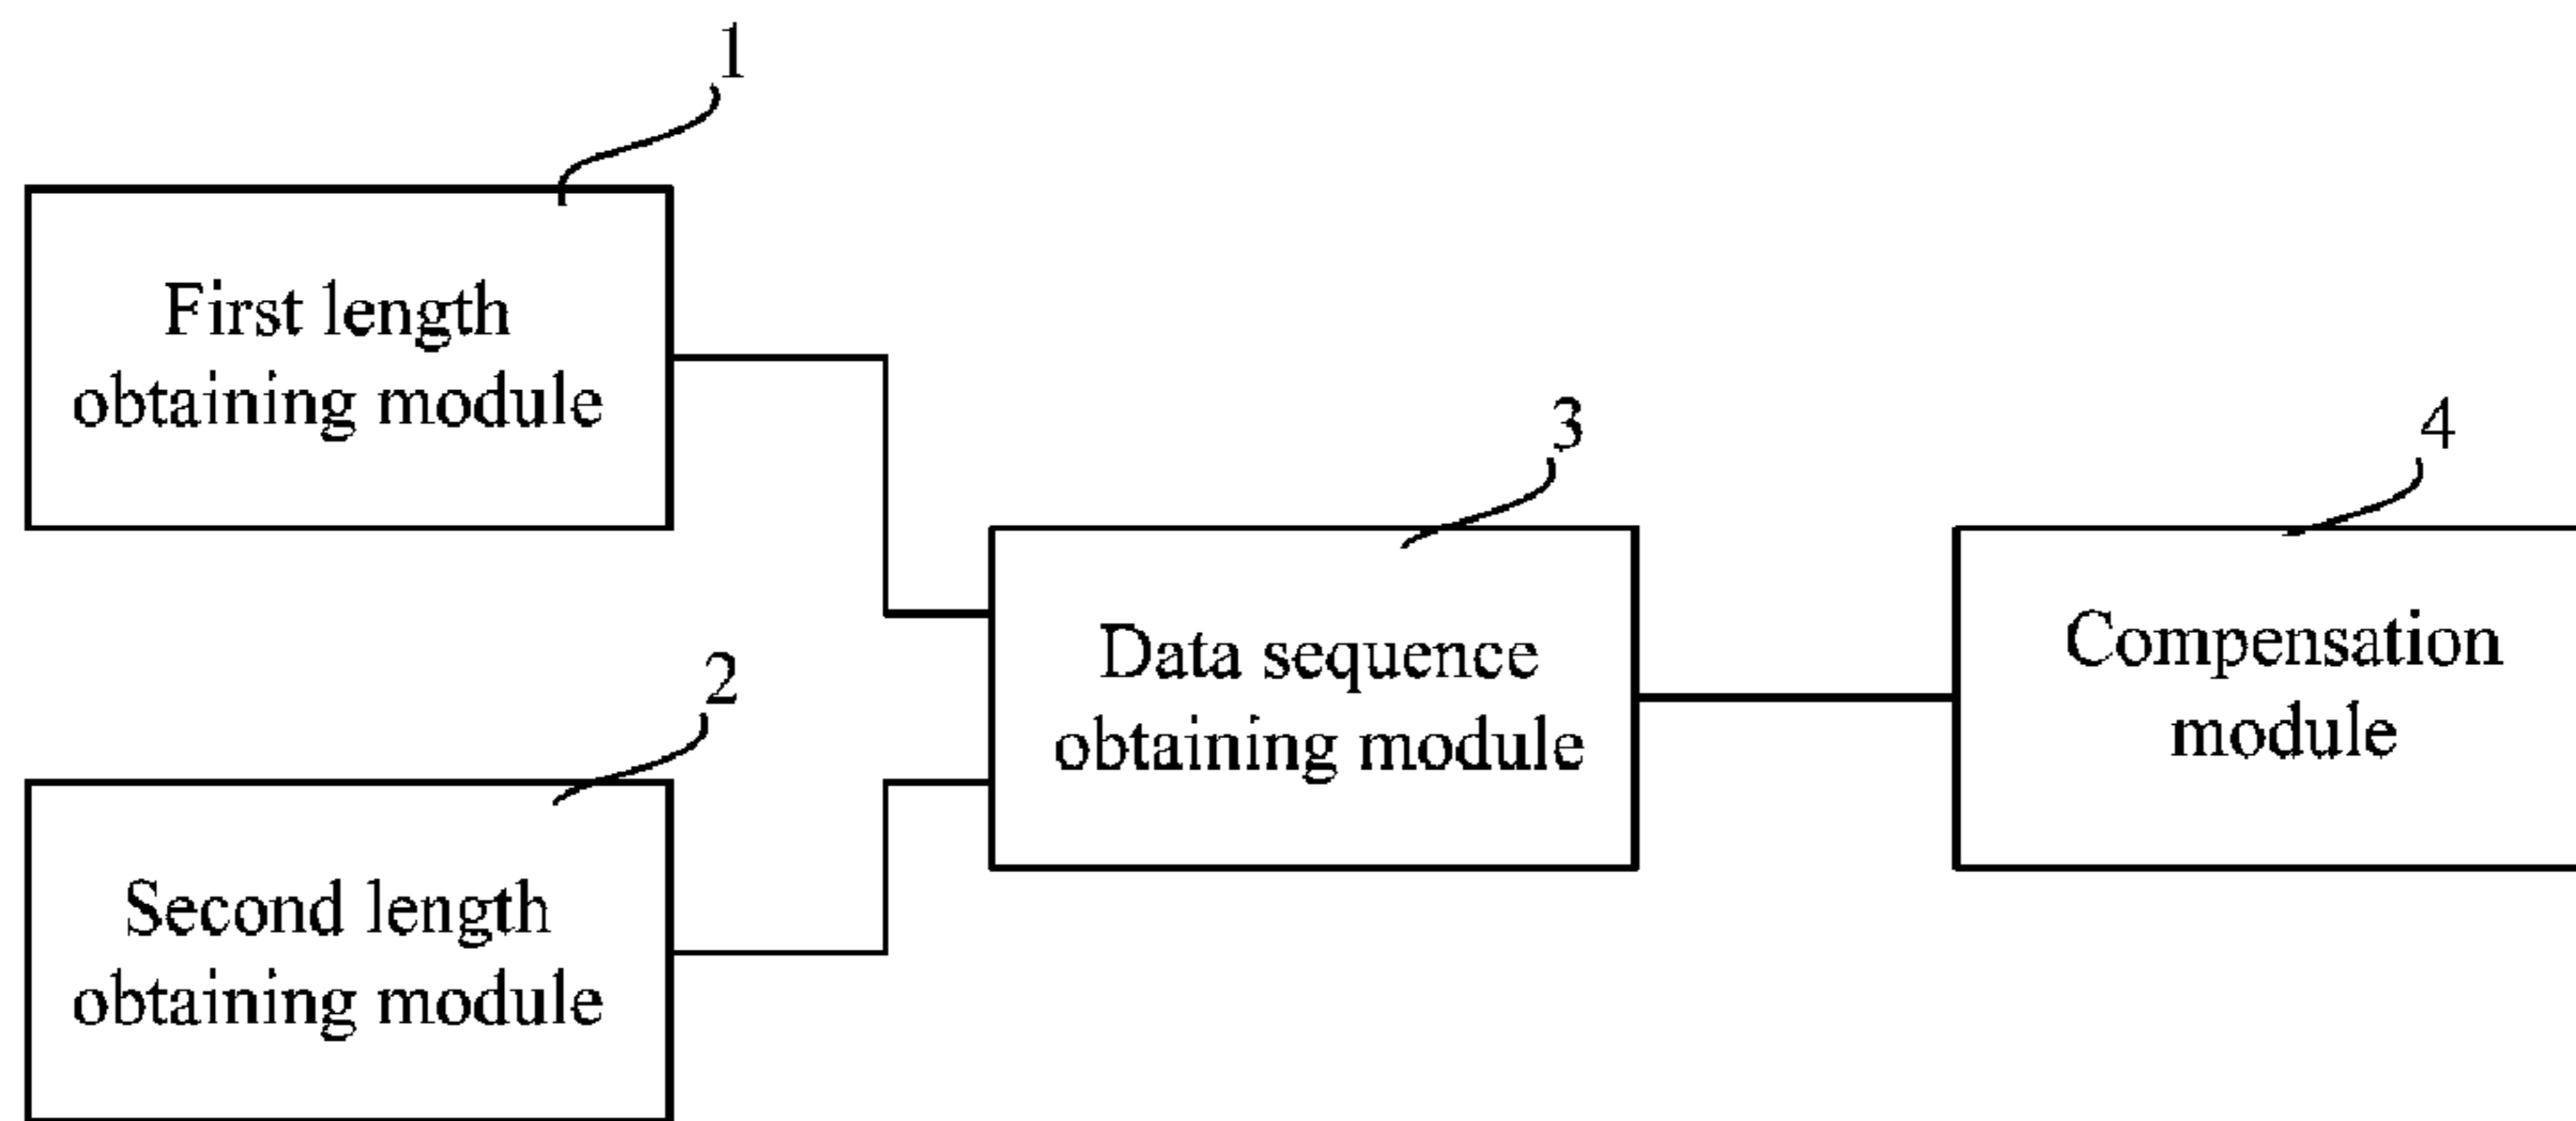 1
First length
obtaining module
2
Second length
obtaining module
3
Data sequence
obtaining module
4
Compensation
module